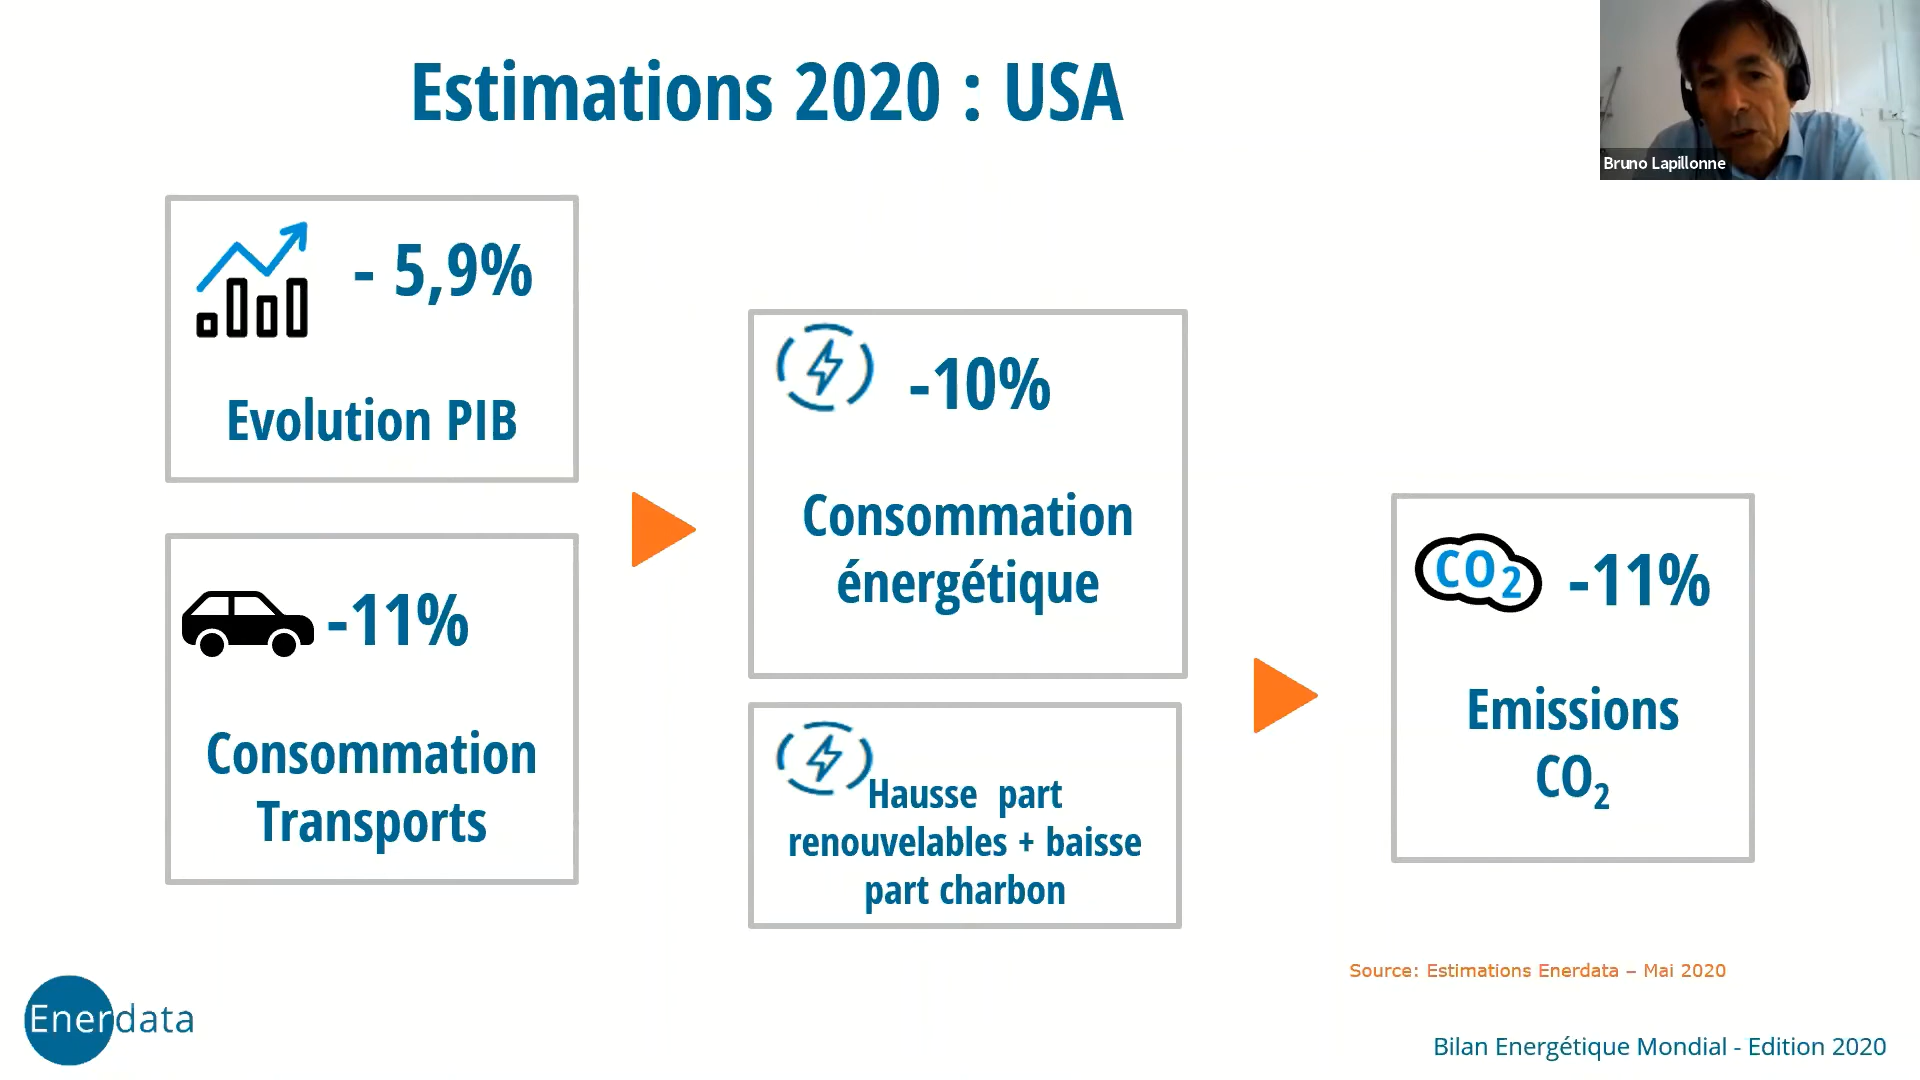 Estimations 2020 : USA
Bruno Lapillonne
- 5,9%
Evolution PIB
-11%
Consommation
Transports
-10%
Consommation
énergétique
Hausse part
renouvelables + baisse
part charbon
CO2
-11%
Emissions
CO2
Source: Estimations Enerdata – Mai 2020
Enerdata
Bilan Energétique Mondial - Edition 2020